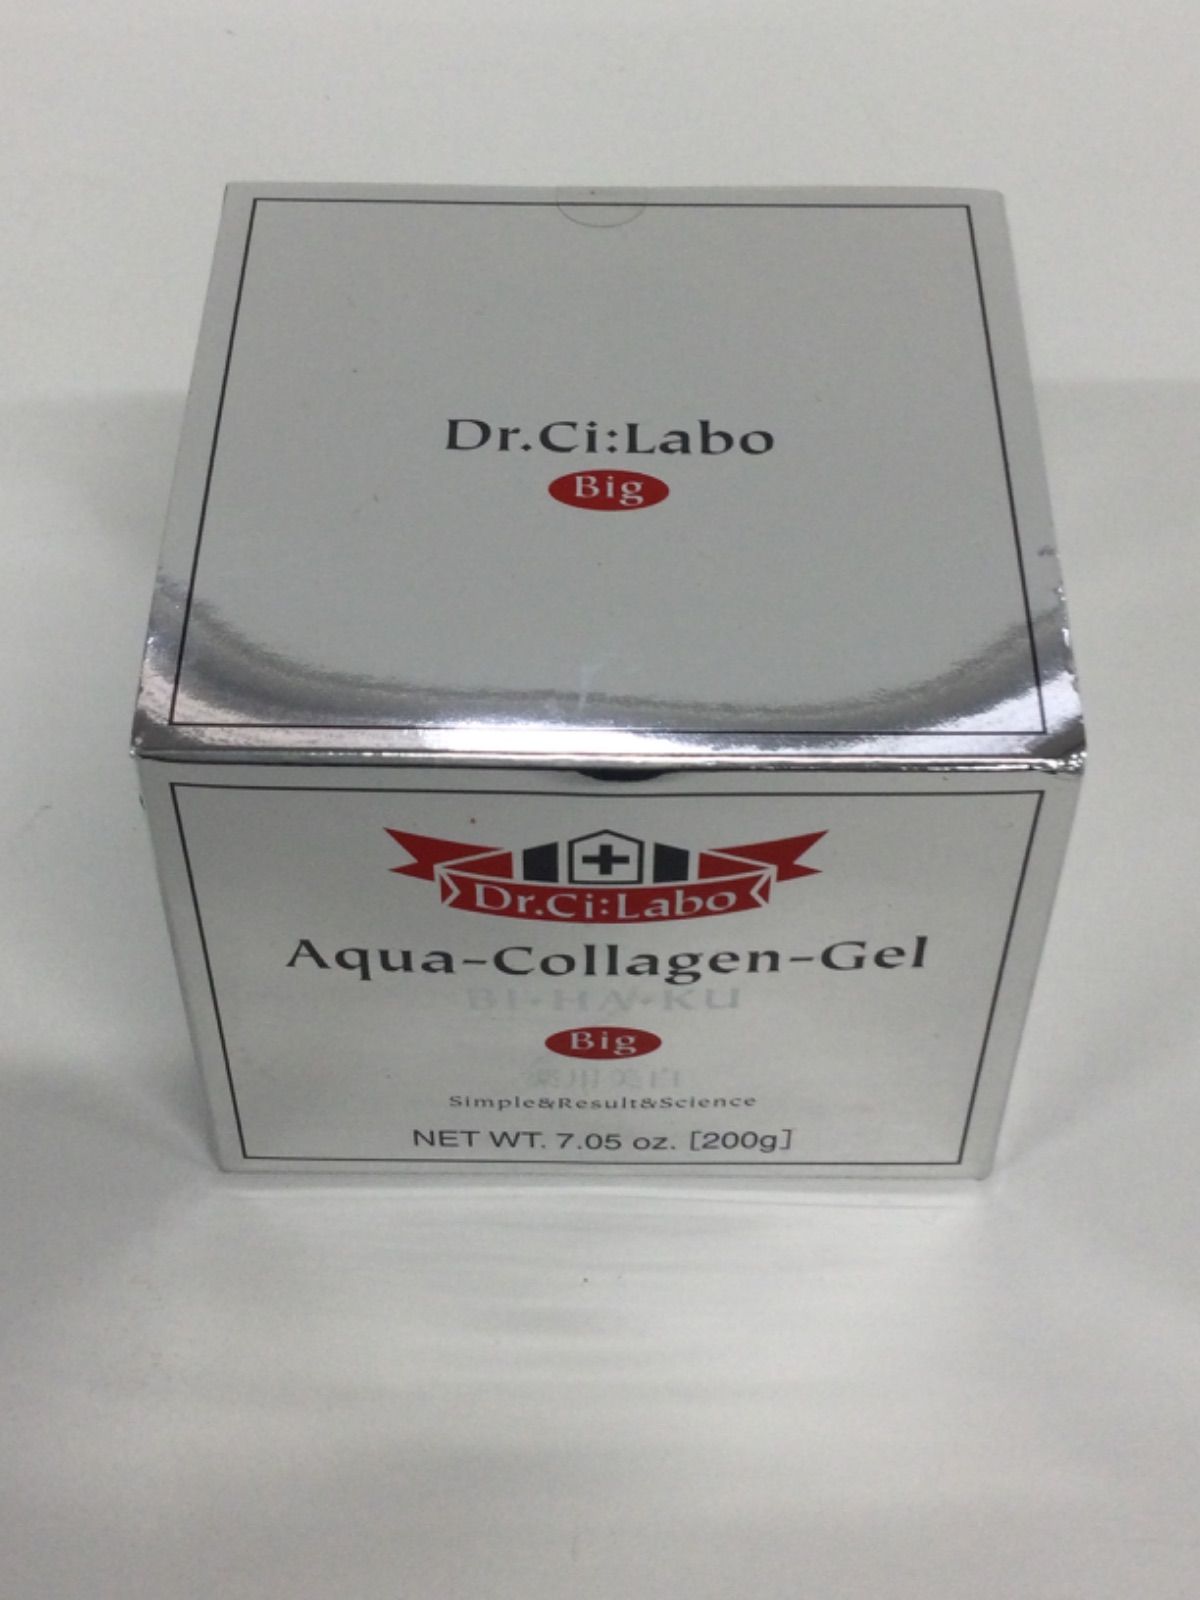 Dr.Ci:Labo
Big
Dr.Ci:Labo
Aqua-Collagen-Gel
BI・HA・KU
Big
薬用美白
Simple&Result&Science
NET WT. 7.05 oz. [200g]